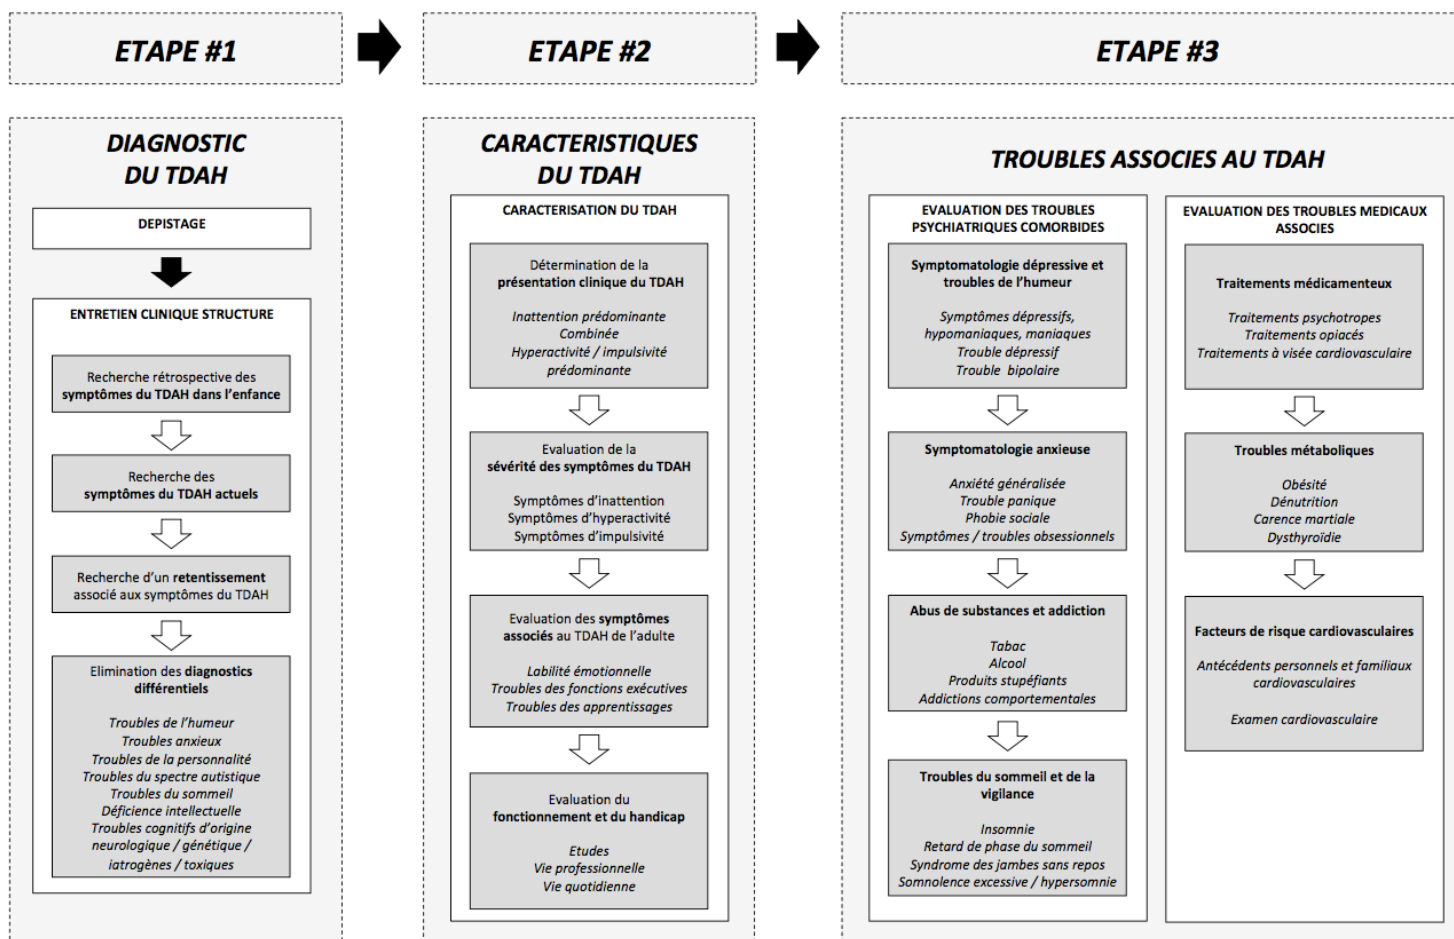 ETAPE #1
ETAPE #2
ETAPE #3
DIAGNOSTIC
DU TDAH
DEPISTAGE
ENTRETIEN CLINIQUE STRUCTURE
Recherche rétrospective des
symptômes du TDAH dans l'enfance
Recherche des
symptômes du TDAH actuels
Recherche d'un retentissement
associé aux symptômes du TDAH
Elimination des diagnostics
différentiels
Troubles de l'humeur
Troubles anxieux
Troubles de la personnalité
Troubles du spectre autistique
Troubles du sommeil
Déficience intellectuelle
Troubles cognitifs d'origine
neurologique / génétique /
iatrogènes / toxiques
CARACTERISTIQUES
DU TDAH
CARACTERISATION DU TDAH
Détermination de la
présentation clinique du TDAH
Inattention prédominante
Combinée
Hyperactivité / impulsivité
prédominante
Evaluation de la
sévérité des symptômes du TDAH
Symptômes d'inattention
Symptômes d'hyperactivité
Symptômes d'impulsivité
Evaluation des symptômes
associés au TDAH de l'adulte
Labilité émotionnelle
Troubles des fonctions exécutives
Troubles des apprentissages
Evaluation du
fonctionnement et du handicap
Etudes
Vie professionnelle
Vie quotidienne
TROUBLES ASSOCIES AU TDAH
EVALUATION DES TROUBLES
PSYCHIATRIQUES COMORBIDES
Symptomatologie dépressive et
troubles de l'humeur
Symptômes dépressifs,
hypomaniaques, maniaques
Trouble dépressif
Trouble bipolaire
Symptomatologie anxieuse
Anxiété généralisée
Trouble panique
Phobie sociale
Symptômes / troubles obsessionnels
Abus de substances et addiction
Tabac
Alcool
Produits stupéfiants
Addictions comportementales
Troubles du sommeil et de la
vigilance
Insomnie
Retard de phase du sommeil
Syndrome des jambes sans repos
Somnolence excessive / hypersomnie
EVALUATION DES TROUBLES MEDICAUX
ASSOCIES
Traitements médicamenteux
Traitements psychotropes
Traitements opiacés
Traitements à visée cardiovasculaire
Troubles métaboliques
Obésité
Dénutrition
Carence martiale
Dysthyroïdie
Facteurs de risque cardiovasculaires
Antécédents personnels et familiaux
cardiovasculaires
Examen cardiovasculaire